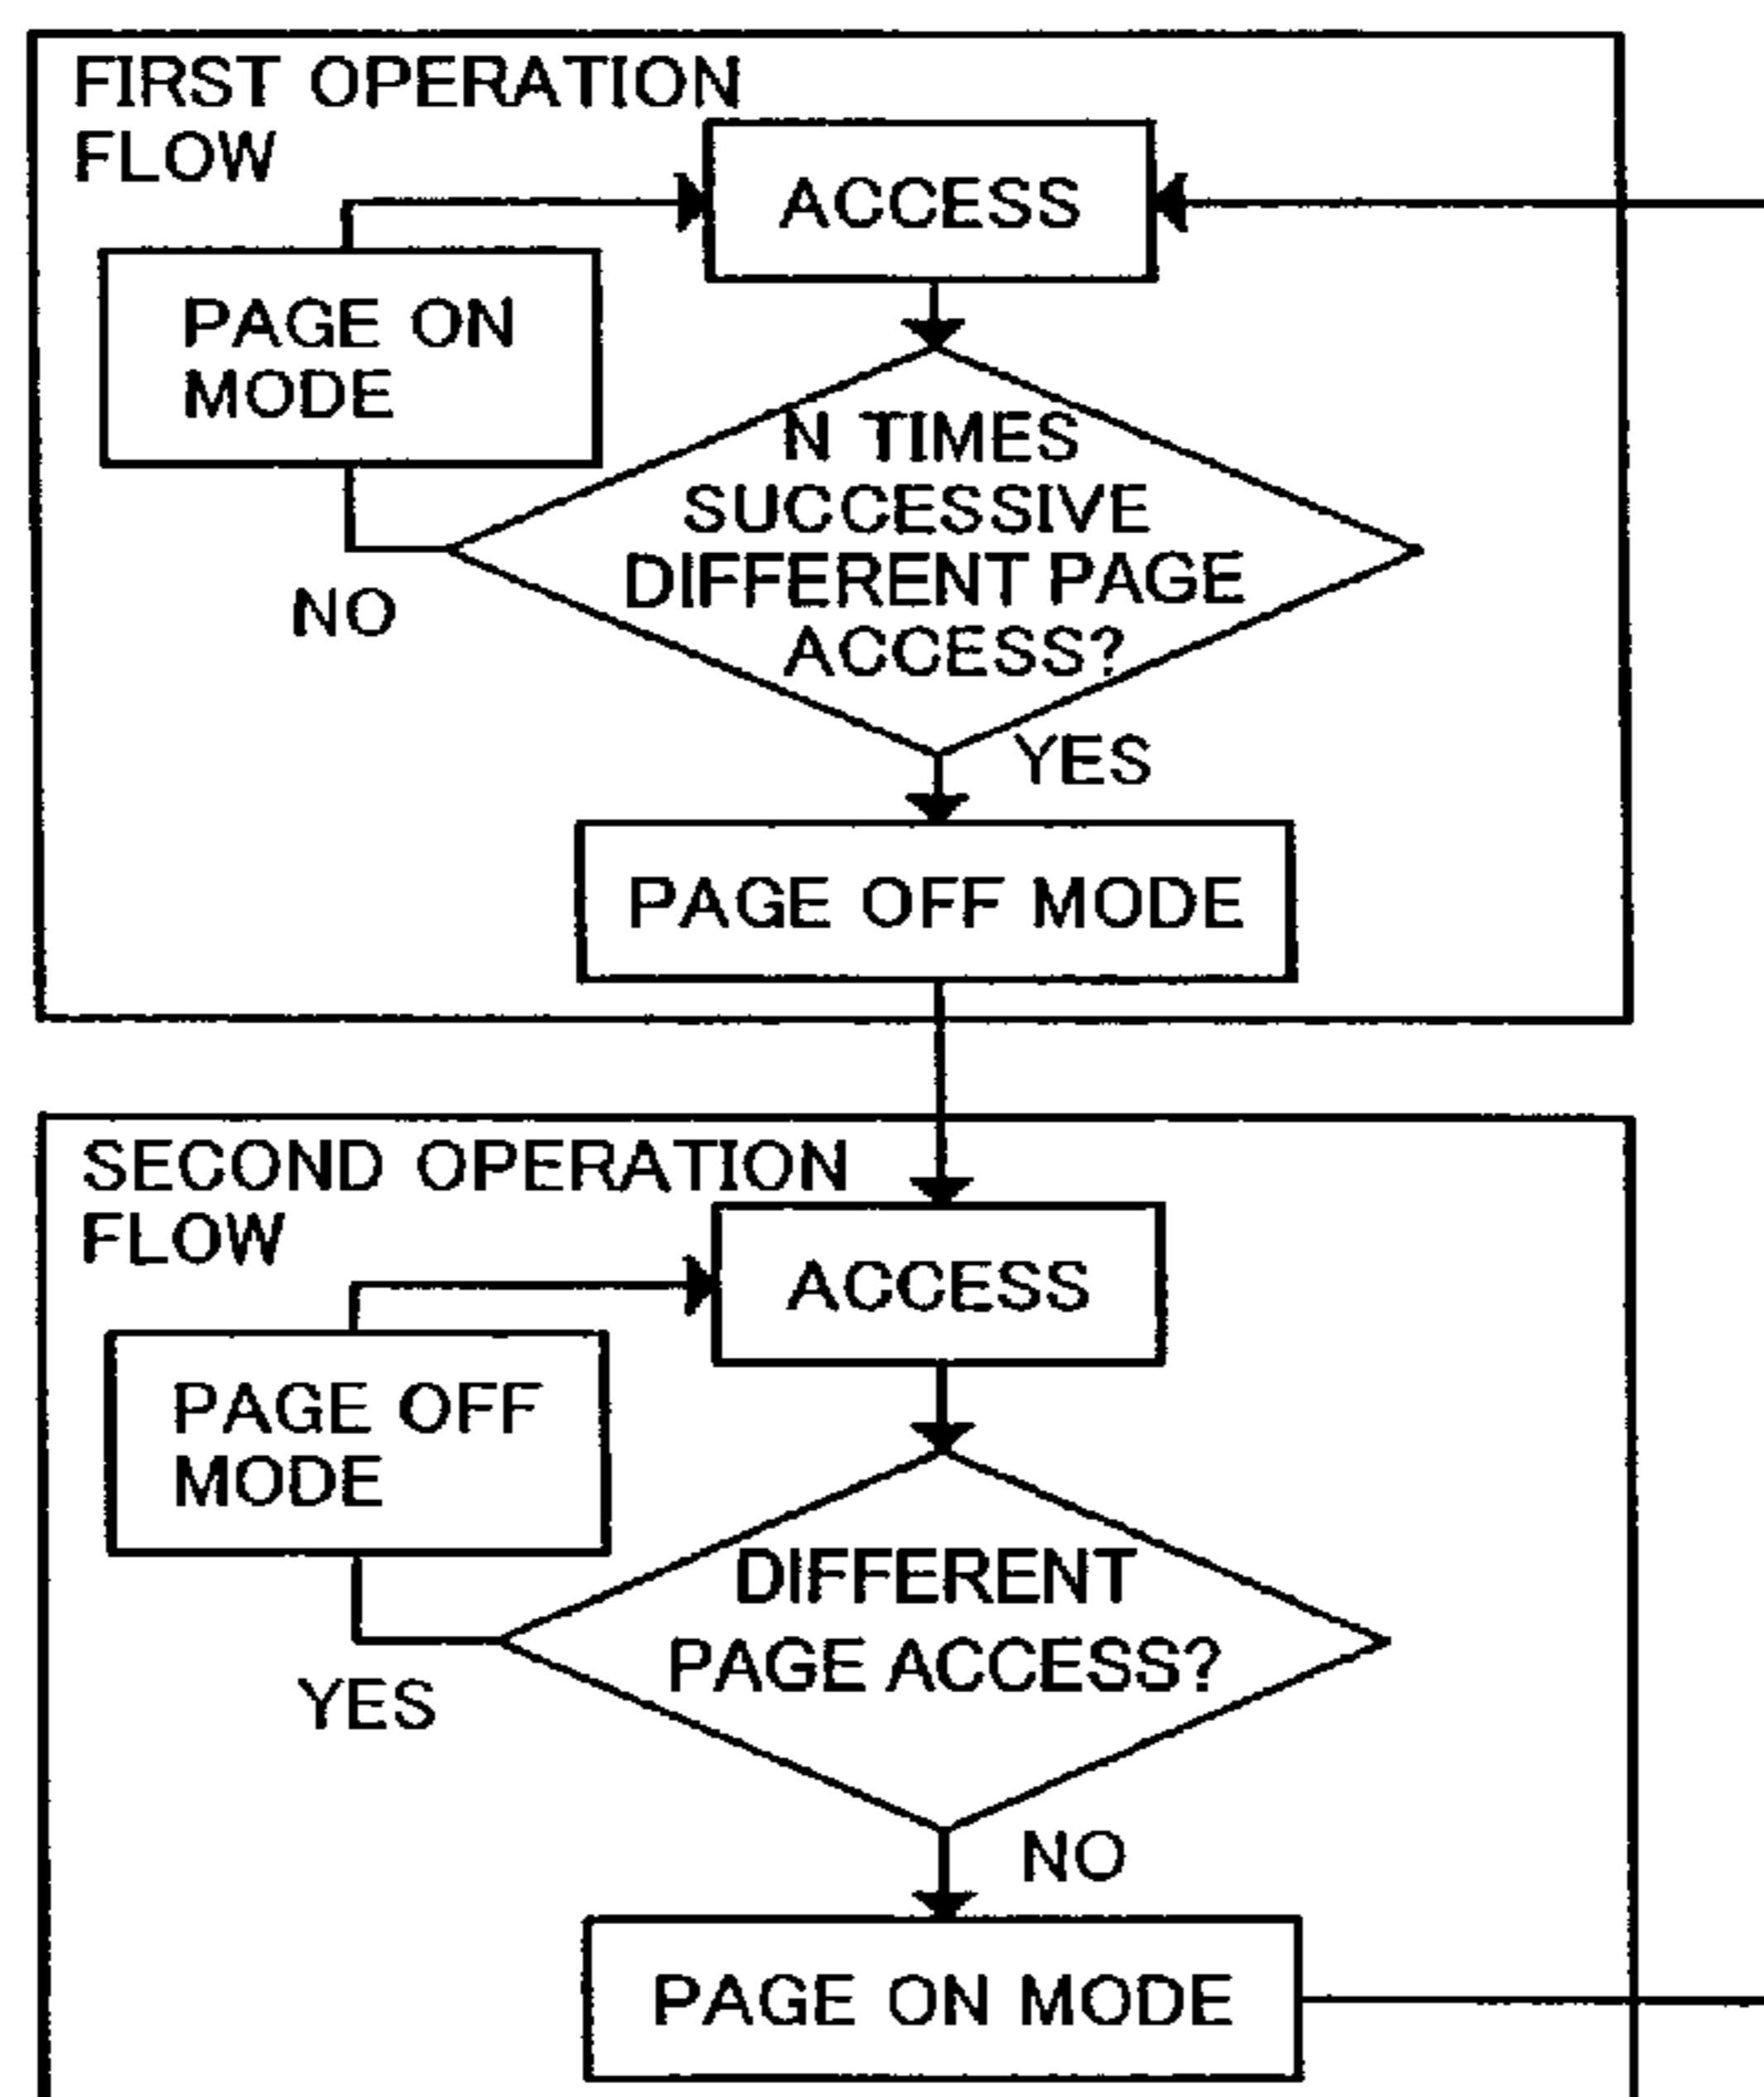 FIRST OPERATION
FLOW
ACCESS
PAGE ON
MODE
N TIMES
SUCCESSIVE
DIFFERENT PAGE
ACCESS?
NO
YES
PAGE OFF MODE
SECOND OPERATION
FLOW
ACCESS
PAGE OFF
MODE
DIFFERENT
PAGE ACCESS?
YES
NO
PAGE ON MODE